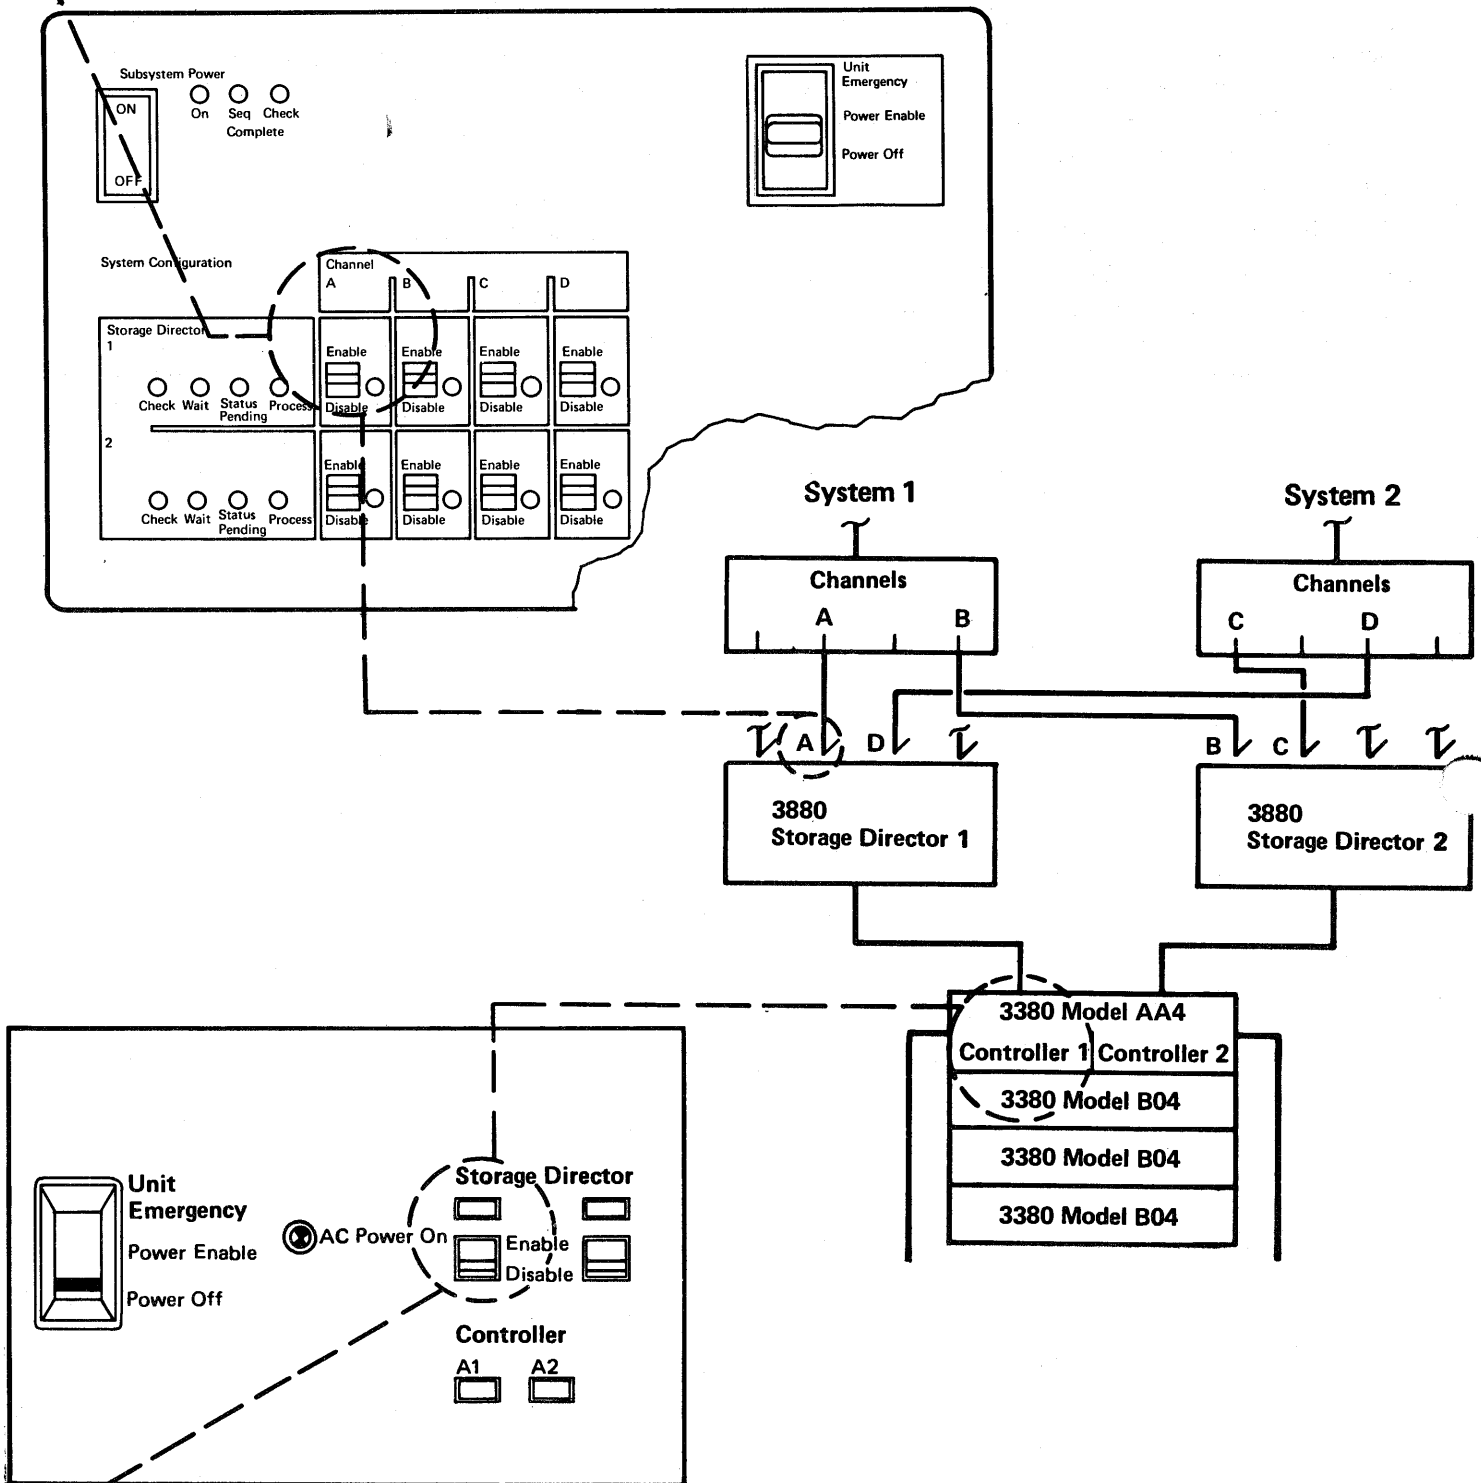 Subsystem Power
ON
OFF
On Seq Check
Complete
Unit
Emergency
Power Enable
Power Off
System Configuration
Channel
A B C D
Storage Director
1
Enable Enable Enable Enable
Check Wait Status Pending Process
Disable Disable Disable Disable
2
Enable Enable Enable Enable
Check Wait Status Pending Process
Disable Disable Disable Disable
System 1
System 2
Channels
A B
Channels
C D
A D
B C
3880
Storage Director 1
3880
Storage Director 2
3380 Model AA4
Controller 1 Controller 2
3380 Model B04
3380 Model B04
3380 Model B04
Unit
Emergency
Power Enable
Power Off
AC Power On
Storage Director
Enable
Disable
Controller
A1 A2